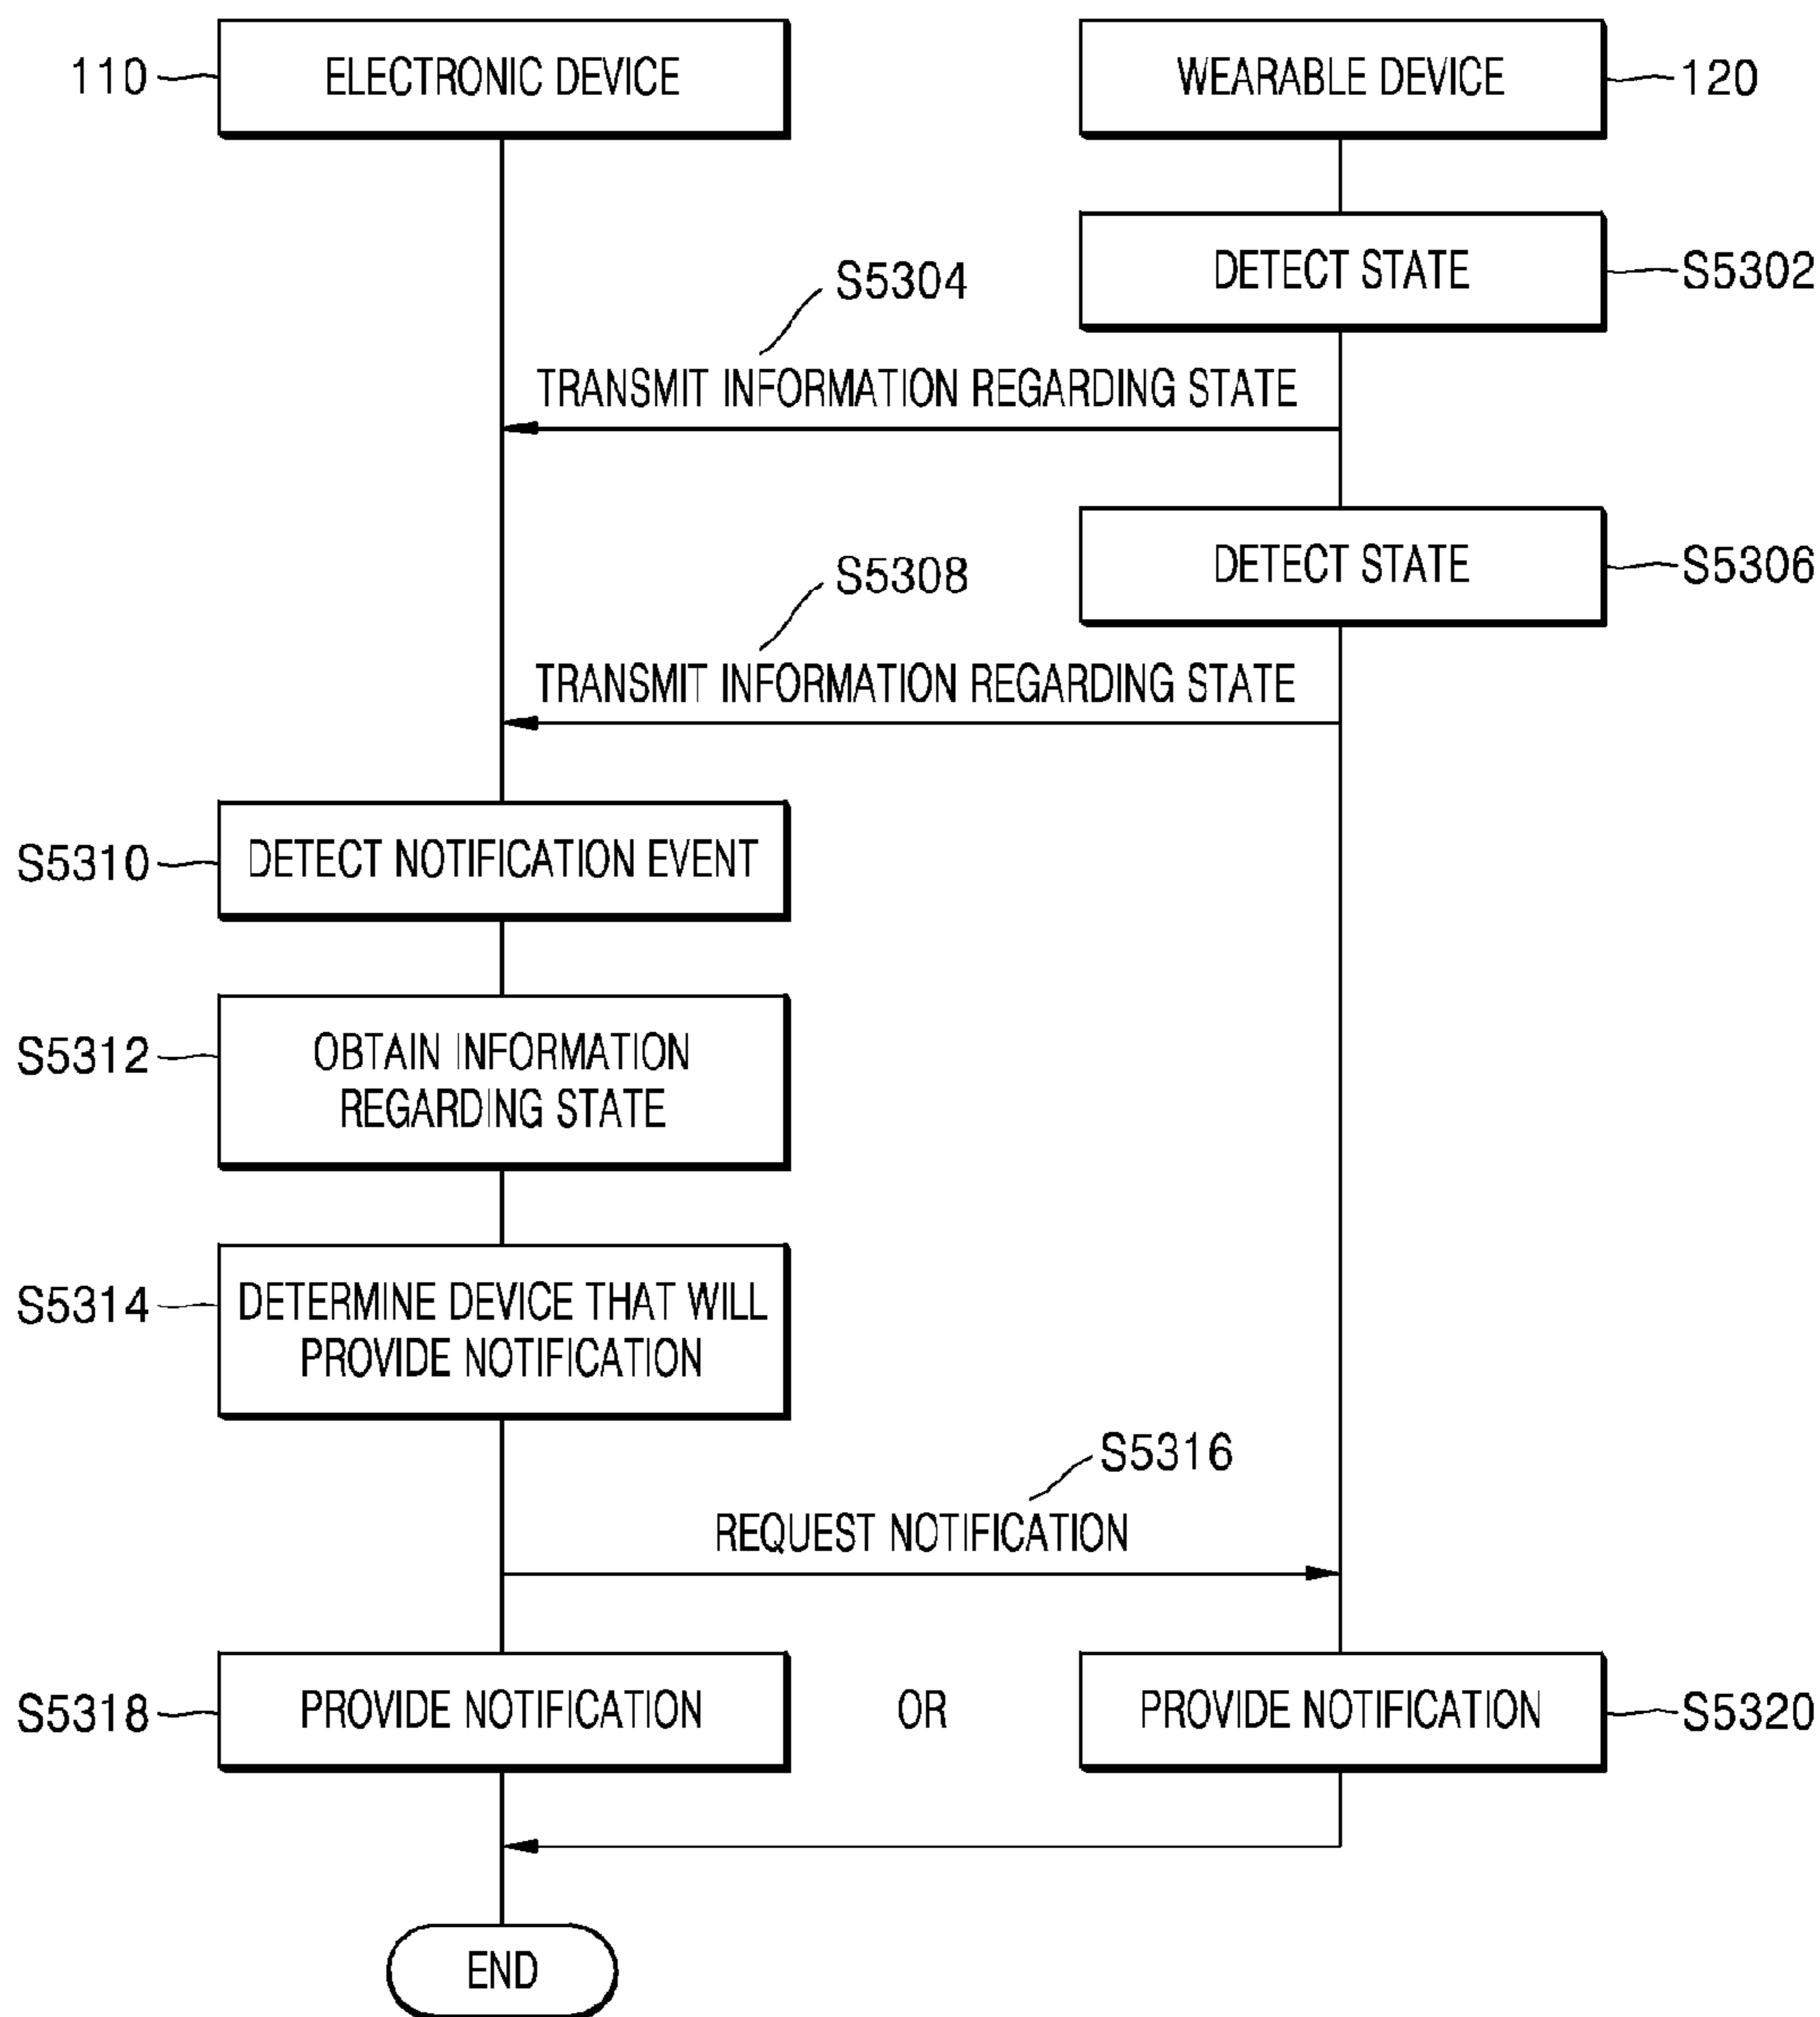 110
ELECTRONIC DEVICE
WEARABLE DEVICE
120
DETECT STATE
S5302
S5304
TRANSMIT INFORMATION REGARDING STATE
DETECT STATE
S5306
S5308
TRANSMIT INFORMATION REGARDING STATE
S5310
DETECT NOTIFICATION EVENT
S5312
OBTAIN INFORMATION
REGARDING STATE
S5314
DETERMINE DEVICE THAT WILL
PROVIDE NOTIFICATION
S5316
REQUEST NOTIFICATION
S5318
PROVIDE NOTIFICATION
OR
PROVIDE NOTIFICATION
S5320
END